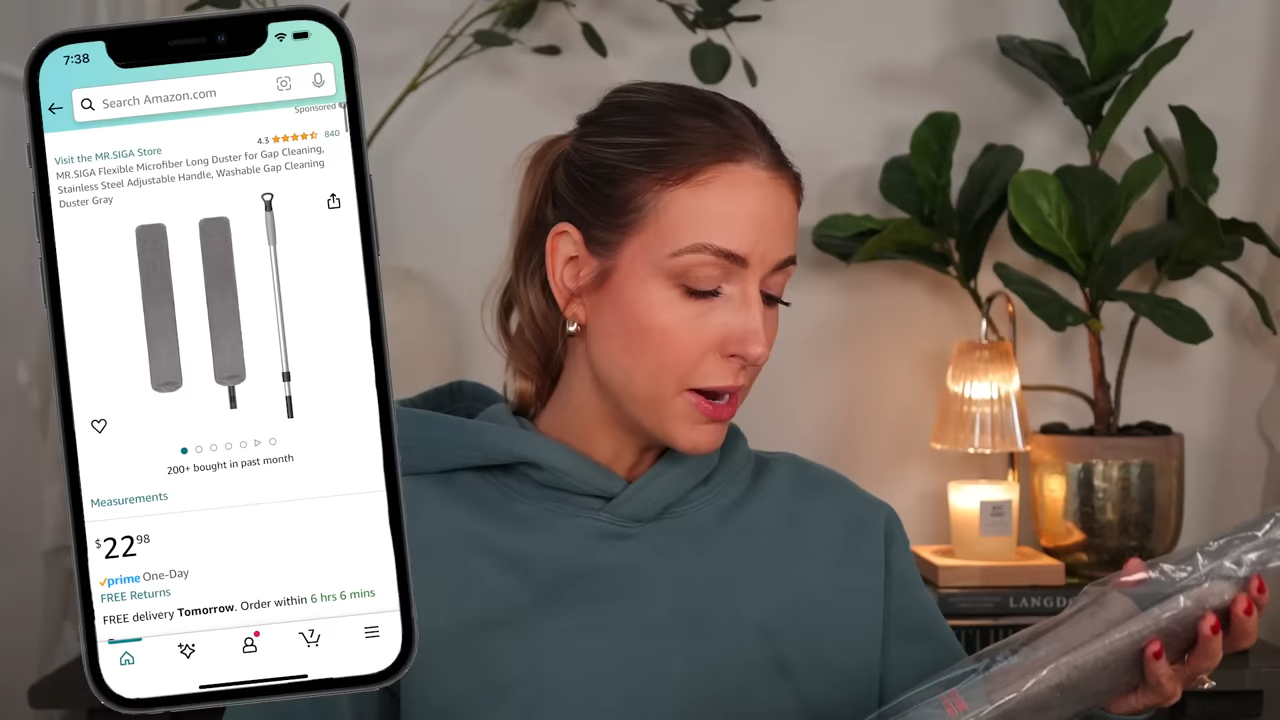 7:38
Search Amazon.com
Sponsored
Visit the MR.SIGA Store
4.3
840
MR.SIGA Flexible Microfiber Long Duster for Gap Cleaning,
Stainless Steel Adjustable Handle, Washable Gap Cleaning
Duster Gray
200+ bought in past month
Measurements
$22 98
prime One-Day
FREE Returns
FREE delivery Tomorrow. Order within 6 hrs 6 mins
7
LANGDO